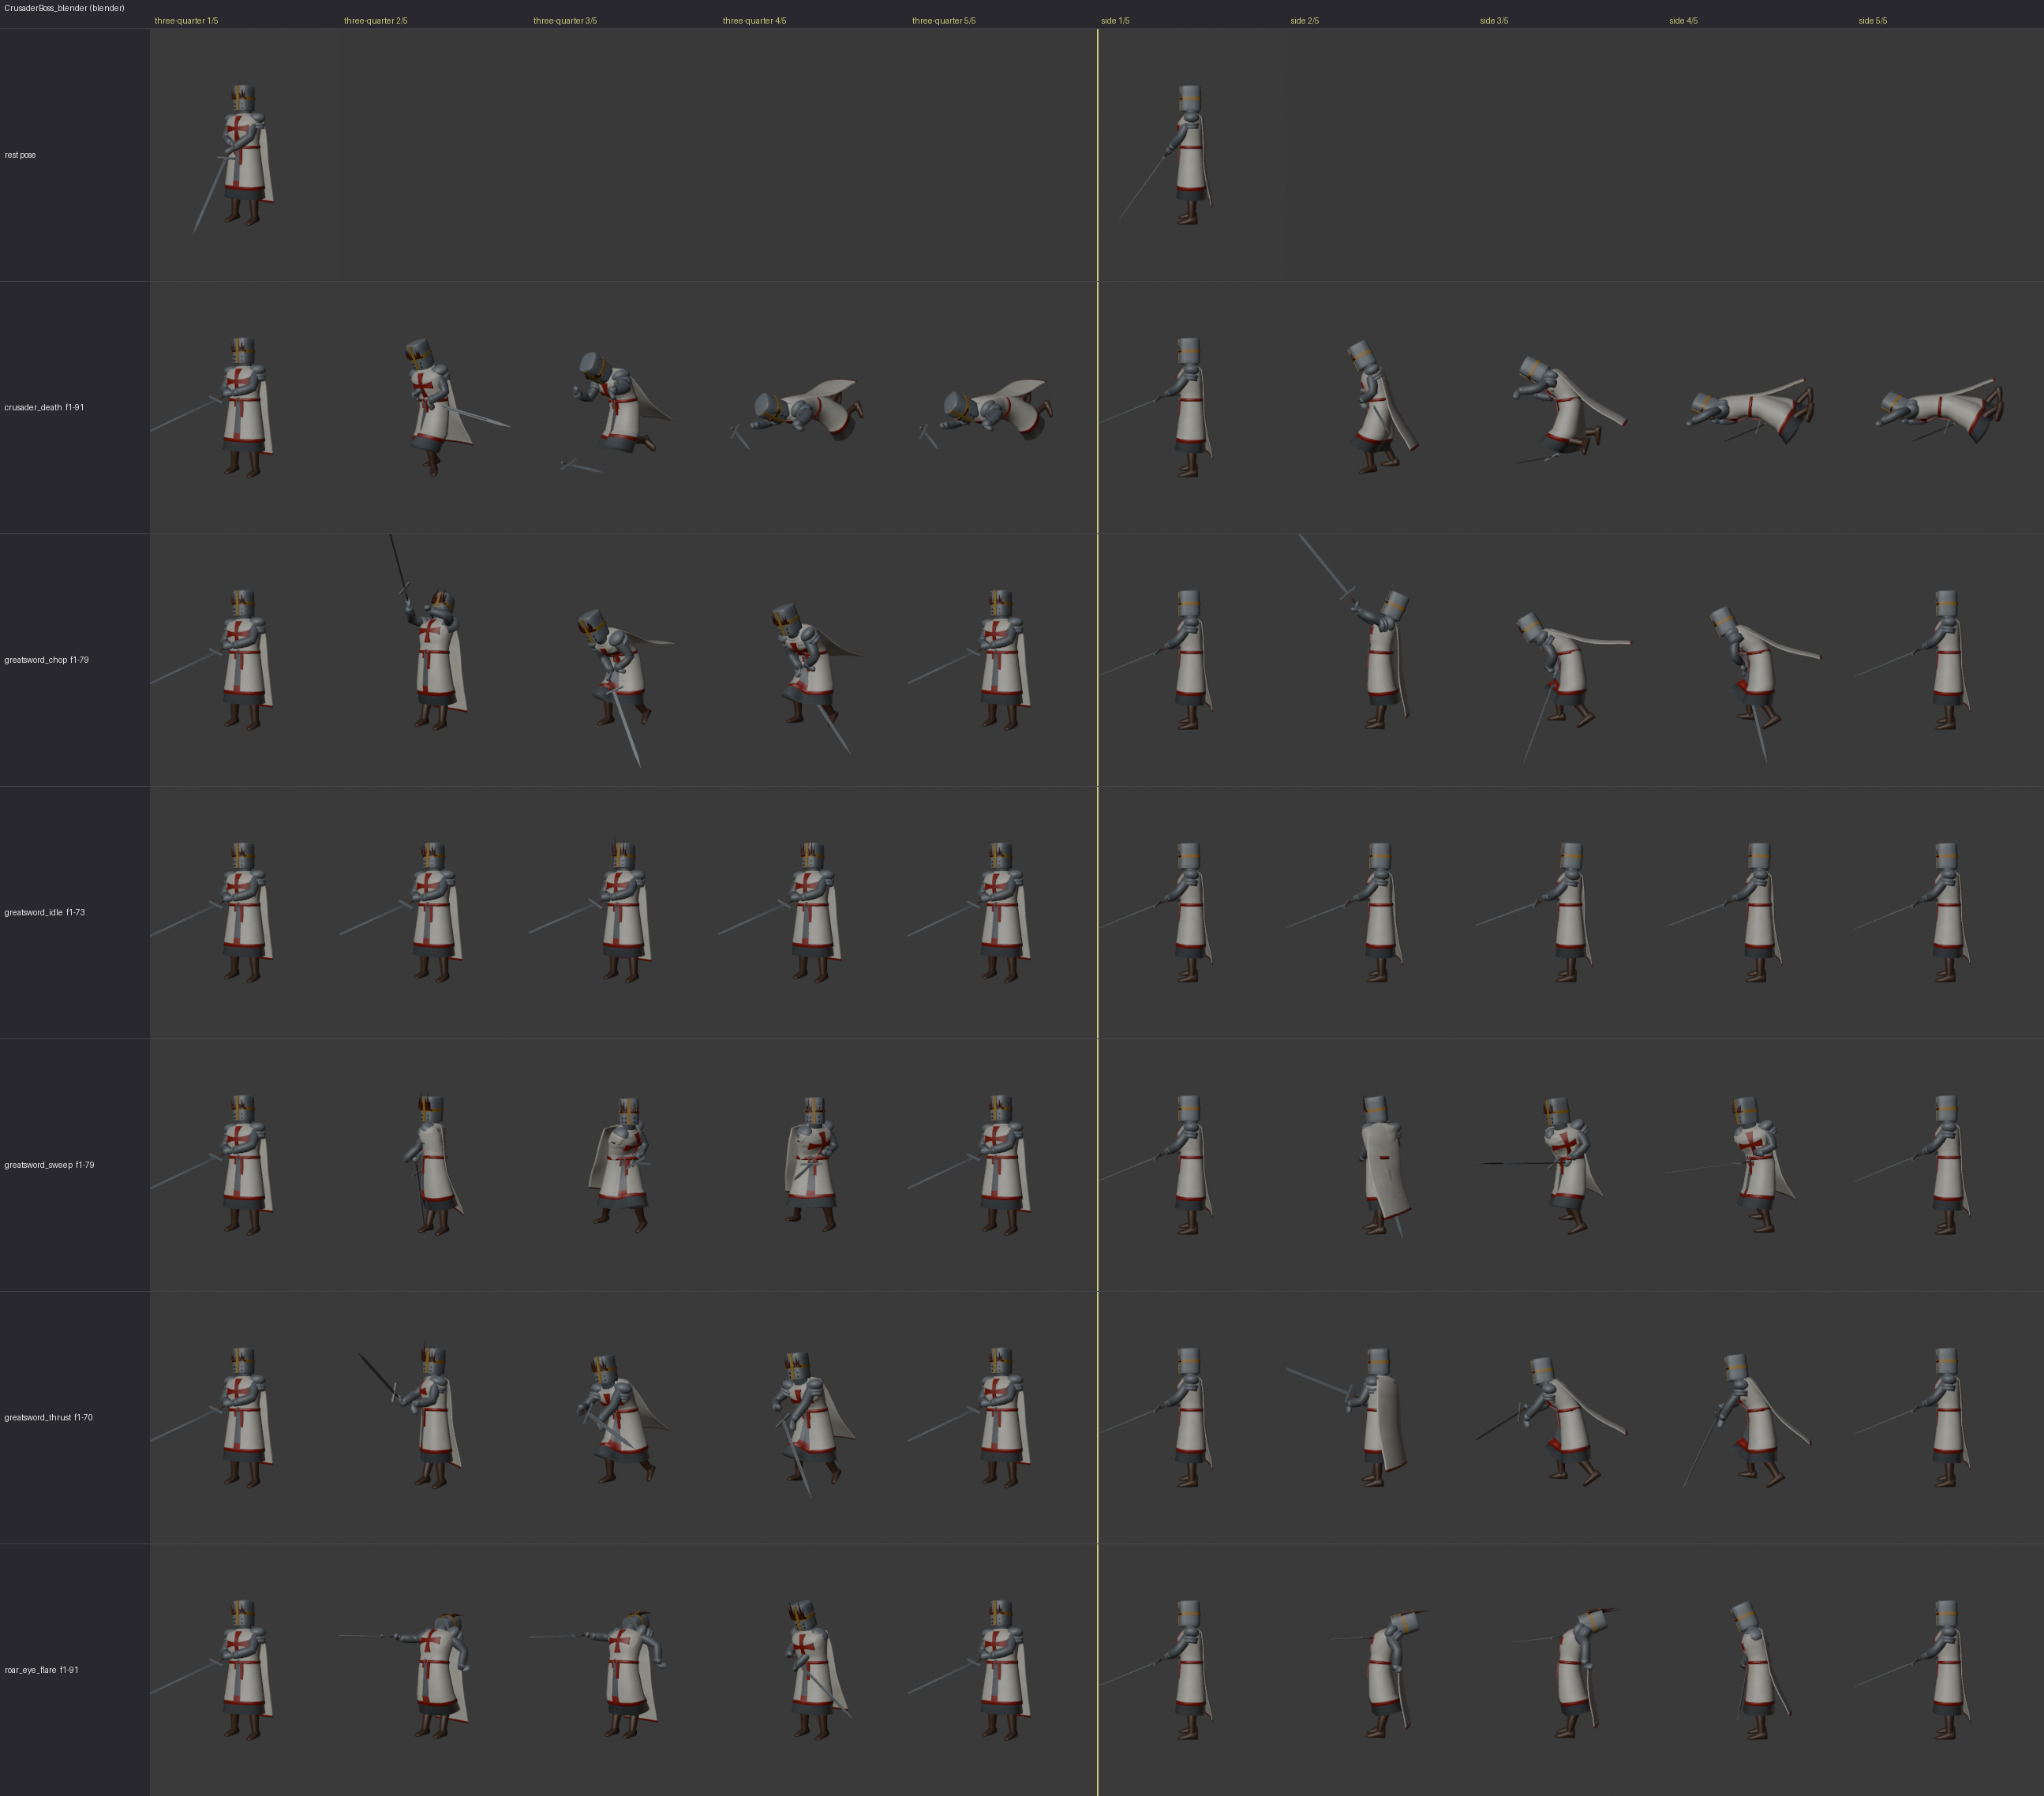 CrusaderBoss_blender (blender)
three-quarter 1/5 three-quarter 2/5 three-quarter 3/5 three-quarter 4/5 three-quarter 5/5 side 1/5 side 2/5 side 3/5 side 4/5 side 5/5
rest pose
crusader_death f1-91
greatsword_chop f1-79
greatsword_idle f1-73
greatsword_sweep f1-79
greatsword_thrust f1-70
roar_eye_flare f1-91